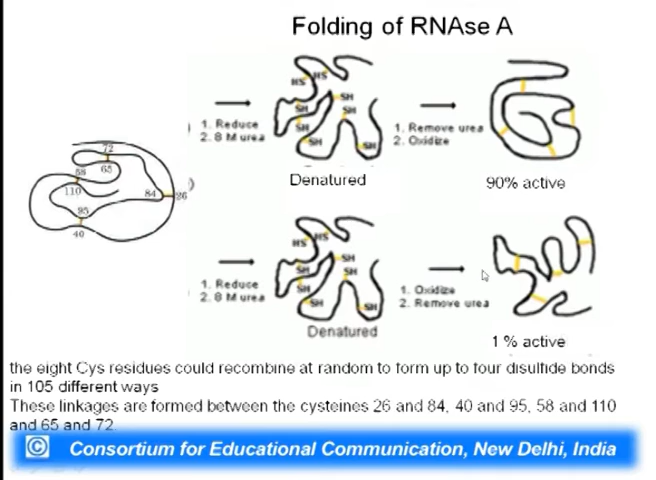 Folding of RNAse A
HS HS
SH
SH
SH
SH
SH
SH
1. Reduce
2. 8 M urea
1. Remove urea
2. Oxidize
Denatured
90% active
72
65
58
110
84
26
95
40
HS HS
SH
SH
SH
SH
SH
SH
1. Reduce
2. 8 M urea
1. Oxidize
2. Remove urea
Denatured
1 % active
the eight Cys residues could recombine at random to form up to four disulfide bonds
in 105 different ways
These linkages are formed between the cysteines 26 and 84, 40 and 95, 58 and 110
and 65 and 72
© Consortium for Educational Communication, New Delhi, India